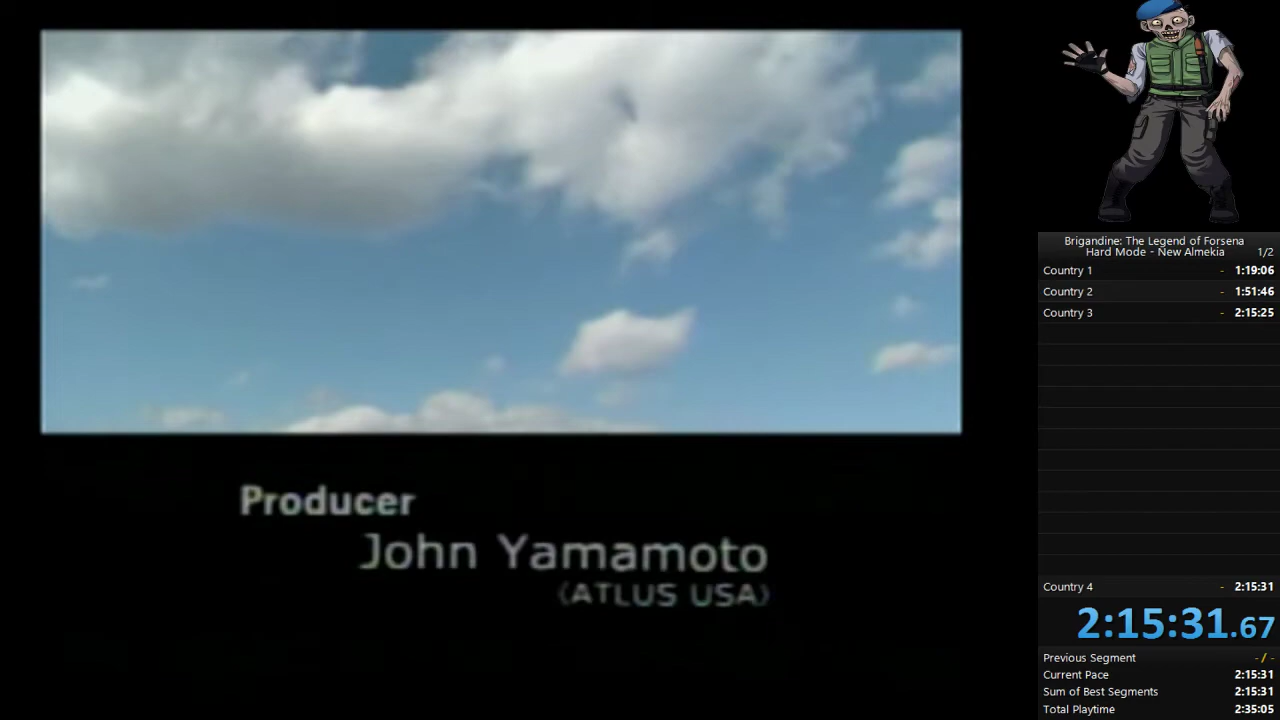 Producer
John Yamamoto
(ATLUS USA)
Brigandine: The Legend of Forsena
Hard Mode - New Almekia 1/2
Country 1 - 1:19:06
Country 2 - 1:51:46
Country 3 - 2:15:25
Country 4 - 2:15:31
2:15:31.67
Previous Segment - / -
Current Pace 2:15:31
Sum of Best Segments 2:15:31
Total Playtime 2:35:05